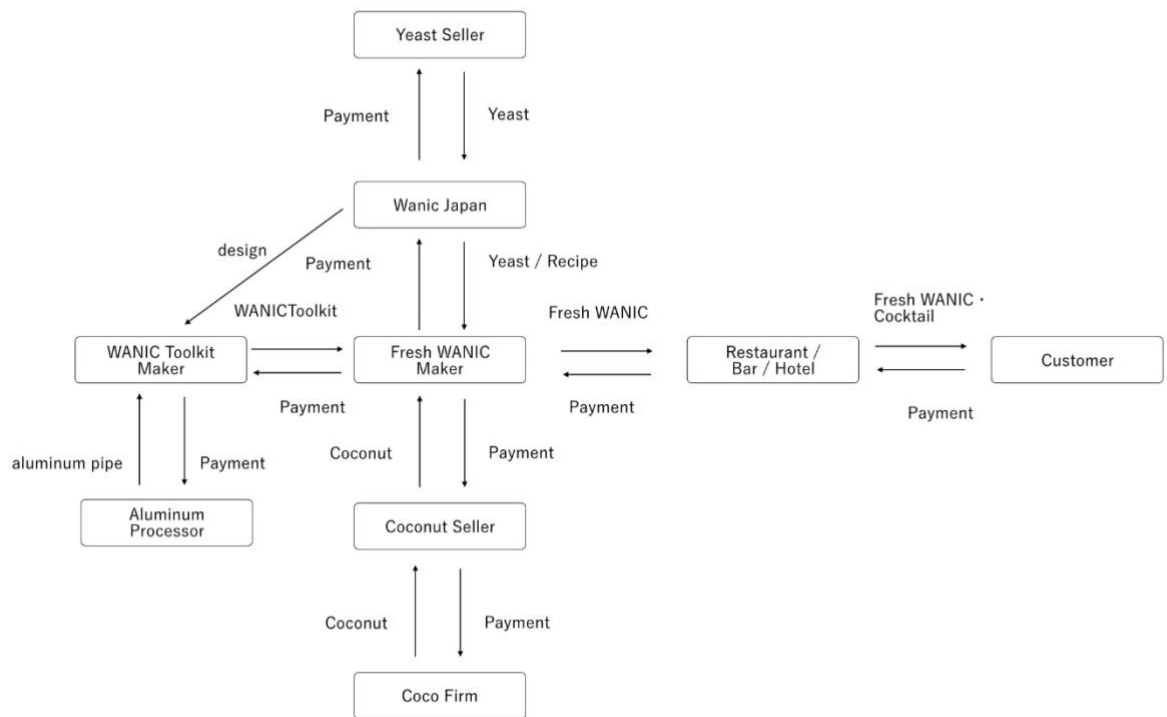 Yeast Seller
Payment
Yeast
Wanic Japan
design
Payment
Yeast / Recipe
WANICToolkit
Fresh WANIC
Fresh WANIC・
Cocktail
WANIC Toolkit
Maker
Fresh WANIC
Maker
Restaurant /
Bar / Hotel
Customer
Payment
Payment
Payment
aluminum pipe
Payment
Coconut
Payment
Aluminum
Processor
Coconut Seller
Coconut
Payment
Coco Firm